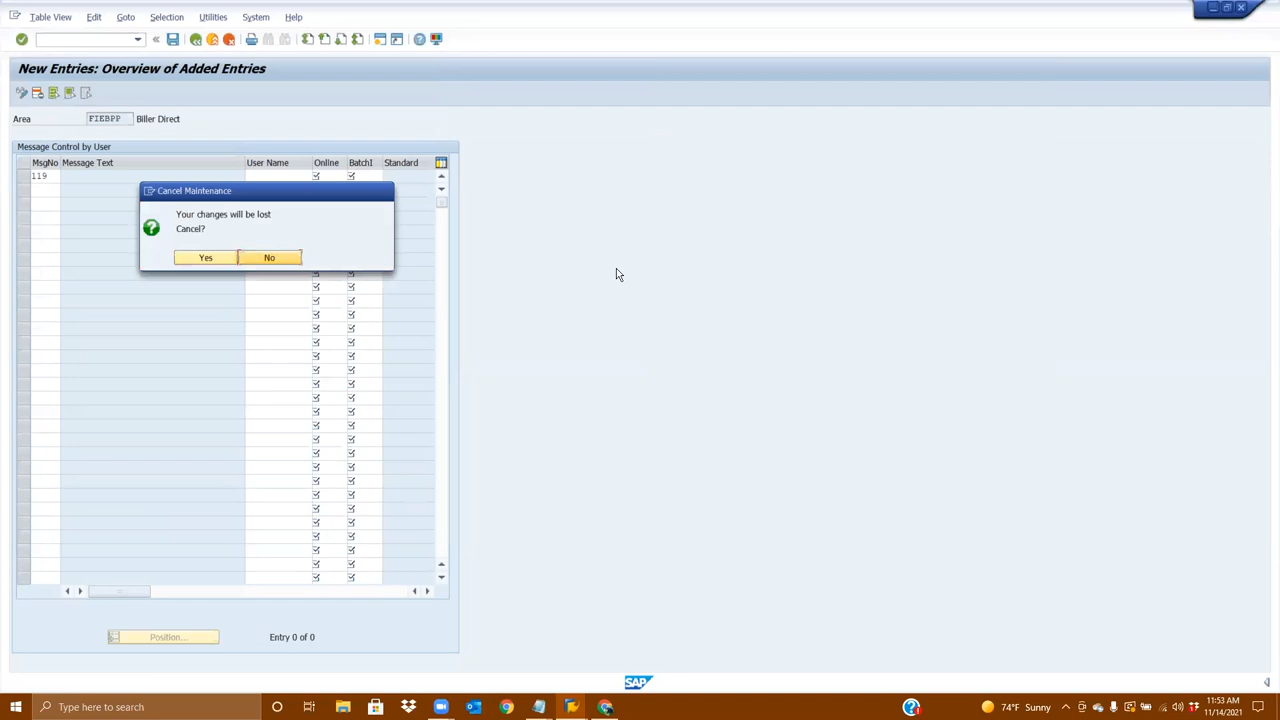 Table View Edit Goto Selection Utilities System Help
New Entries: Overview of Added Entries
Area FIEBPP Biller Direct
Message Control by User
MsgNo Message Text User Name Online BatchI Standard
119
Cancel Maintenance
Your changes will be lost
Cancel?
Yes No
Position... Entry 0 of 0
SAP
Type here to search 74°F Sunny 11:53 AM
11/14/2021